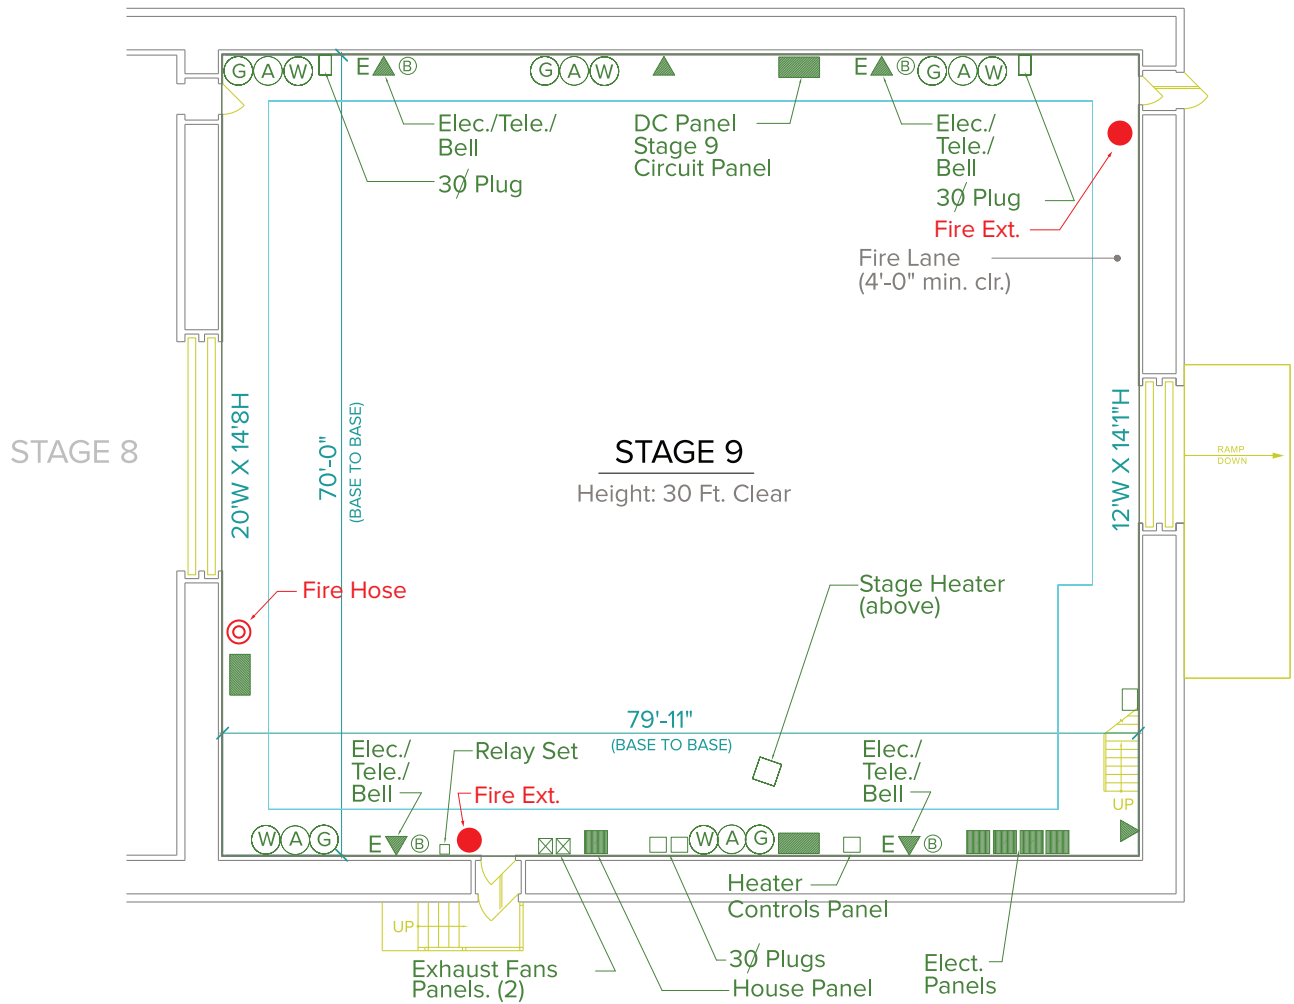 G A W
E B
G A W
E B
G A W
Elec./Tele./
Bell
30 Plug
DC Panel
Stage 9
Circuit Panel
Elec./
Tele./
Bell
30 Plug
Fire Ext.
Fire Lane
(4'-0" min. clr.)
STAGE 8
20'W X 14'8H
70'-0"
(BASE TO BASE)
STAGE 9
Height: 30 Ft. Clear
12'W X 14'1"H
RAMP
DOWN
Fire Hose
Stage Heater
(above)
79'-11"
(BASE TO BASE)
Elec./
Tele./
Bell
Relay Set
Fire Ext.
Elec./
Tele./
Bell
UP
W A G
E B
W A G
E B
Heater
Controls Panel
UP
Exhaust Fans
Panels. (2)
30 Plugs
House Panel
Elect.
Panels